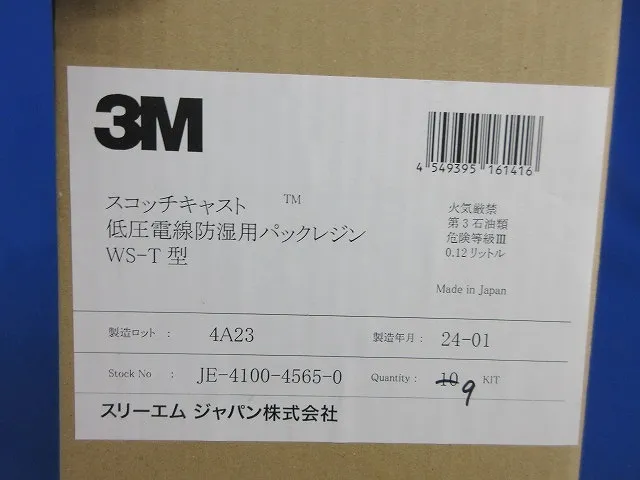 3M
4 549395 161416
スコッチキャスト ™
低圧電線防湿用パックレジン
WS-T 型
火気厳禁
第3石油類
危険等級Ⅲ
0.12リットル
Made in Japan
製造ロット : 4A23 製造年月 : 24-01
Stock No : JE-4100-4565-0 Quantity : 10 9 KIT
スリーエム ジャパン株式会社